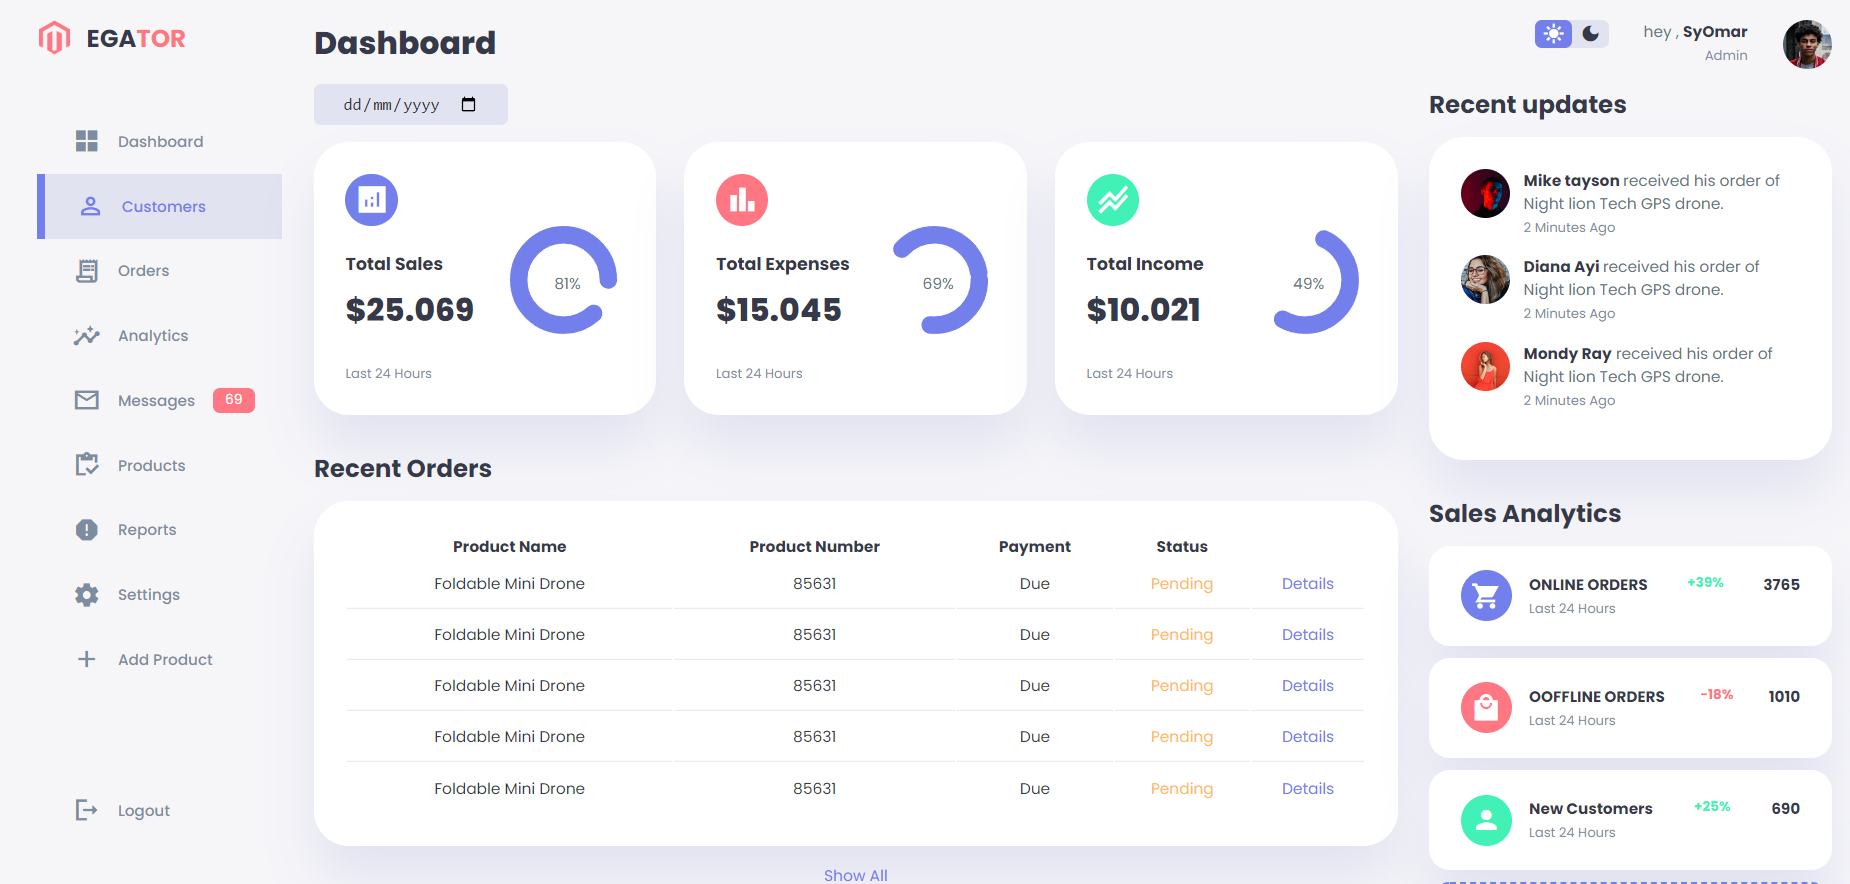 EGATOR
Dashboard
Customers
Orders
Analytics
Messages 69
Products
Reports
Settings
Add Product
Logout
Dashboard
dd/mm/yyyy
Total Sales
$25.069
81%
Last 24 Hours
Total Expenses
$15.045
69%
Last 24 Hours
Total Income
$10.021
49%
Last 24 Hours
Recent Orders
Product Name Product Number Payment Status
Foldable Mini Drone 85631 Due Pending Details
Foldable Mini Drone 85631 Due Pending Details
Foldable Mini Drone 85631 Due Pending Details
Foldable Mini Drone 85631 Due Pending Details
Foldable Mini Drone 85631 Due Pending Details
Show All
hey , SyOmar
Admin
Recent updates
Mike tayson received his order of
Night lion Tech GPS drone.
2 Minutes Ago
Diana Ayi received his order of
Night lion Tech GPS drone.
2 Minutes Ago
Mondy Ray received his order of
Night lion Tech GPS drone.
2 Minutes Ago
Sales Analytics
ONLINE ORDERS +39% 3765
Last 24 Hours
OOFFLINE ORDERS -18% 1010
Last 24 Hours
New Customers +25% 690
Last 24 Hours